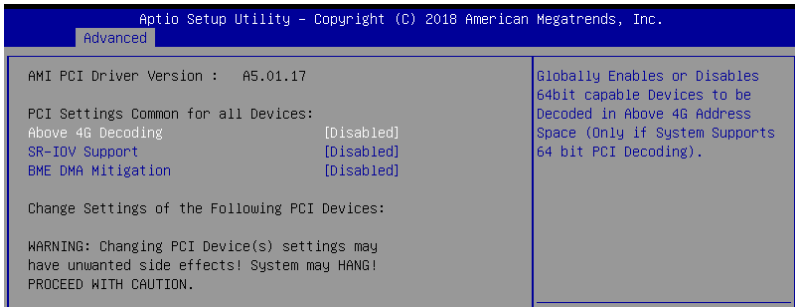 Aptio Setup Utility – Copyright (C) 2018 American Megatrends, Inc.
Advanced
AMI PCI Driver Version : A5.01.17
PCI Settings Common for all Devices:
Above 4G Decoding [Disabled]
SR-IOV Support [Disabled]
BME DMA Mitigation [Disabled]
Change Settings of the Following PCI Devices:
WARNING: Changing PCI Device(s) settings may
have unwanted side effects! System may HANG!
PROCEED WITH CAUTION.
Globally Enables or Disables
64bit capable Devices to be
Decoded in Above 4G Address
Space (Only if System Supports
64 bit PCI Decoding).